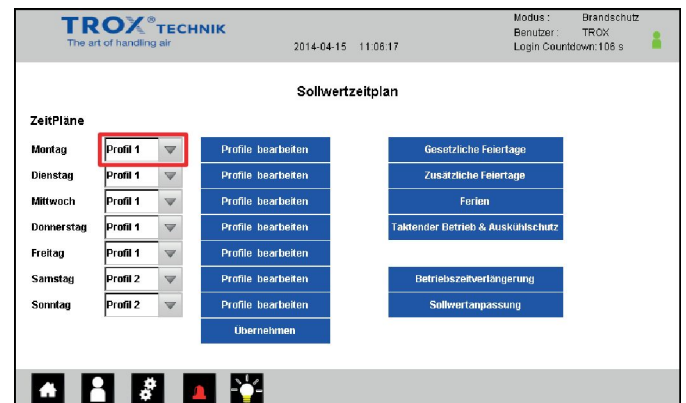 TROX® TECHNIK
The art of handling air
2014-04-15 11:06:17
Modus: Brandschutz
Benutzer: TROX
Login Countdown:106 s
Sollwertzeitplan
ZeitPläne
Montag Profil 1 Profile bearbeiten Gesetzliche Feiertage
Dienstag Profil 1 Profile bearbeiten Zusätzliche Feiertage
Mittwoch Profil 1 Profile bearbeiten Ferien
Donnerstag Profil 1 Profile bearbeiten Taktender Betrieb & Auskühlschutz
Freitag Profil 1 Profile bearbeiten
Samstag Profil 2 Profile bearbeiten Betriebszeitverlängerung
Sonntag Profil 2 Profile bearbeiten Sollwertanpassung
Übernehmen